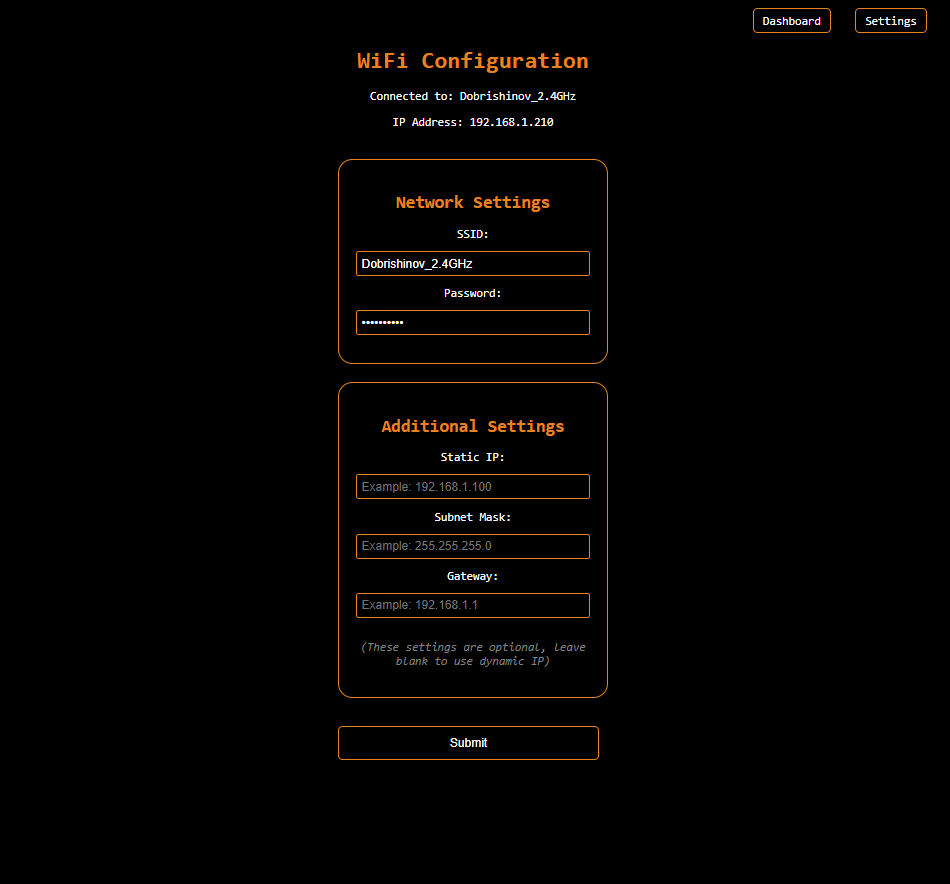 Dashboard Settings
WiFi Configuration
Connected to: Dobrishinov_2.4GHz
IP Address: 192.168.1.210
Network Settings
SSID:
Dobrishinov_2.4GHz
Password:
••••••••••
Additional Settings
Static IP:
Example: 192.168.1.100
Subnet Mask:
Example: 255.255.255.0
Gateway:
Example: 192.168.1.1
(These settings are optional, leave
blank to use dynamic IP)
Submit